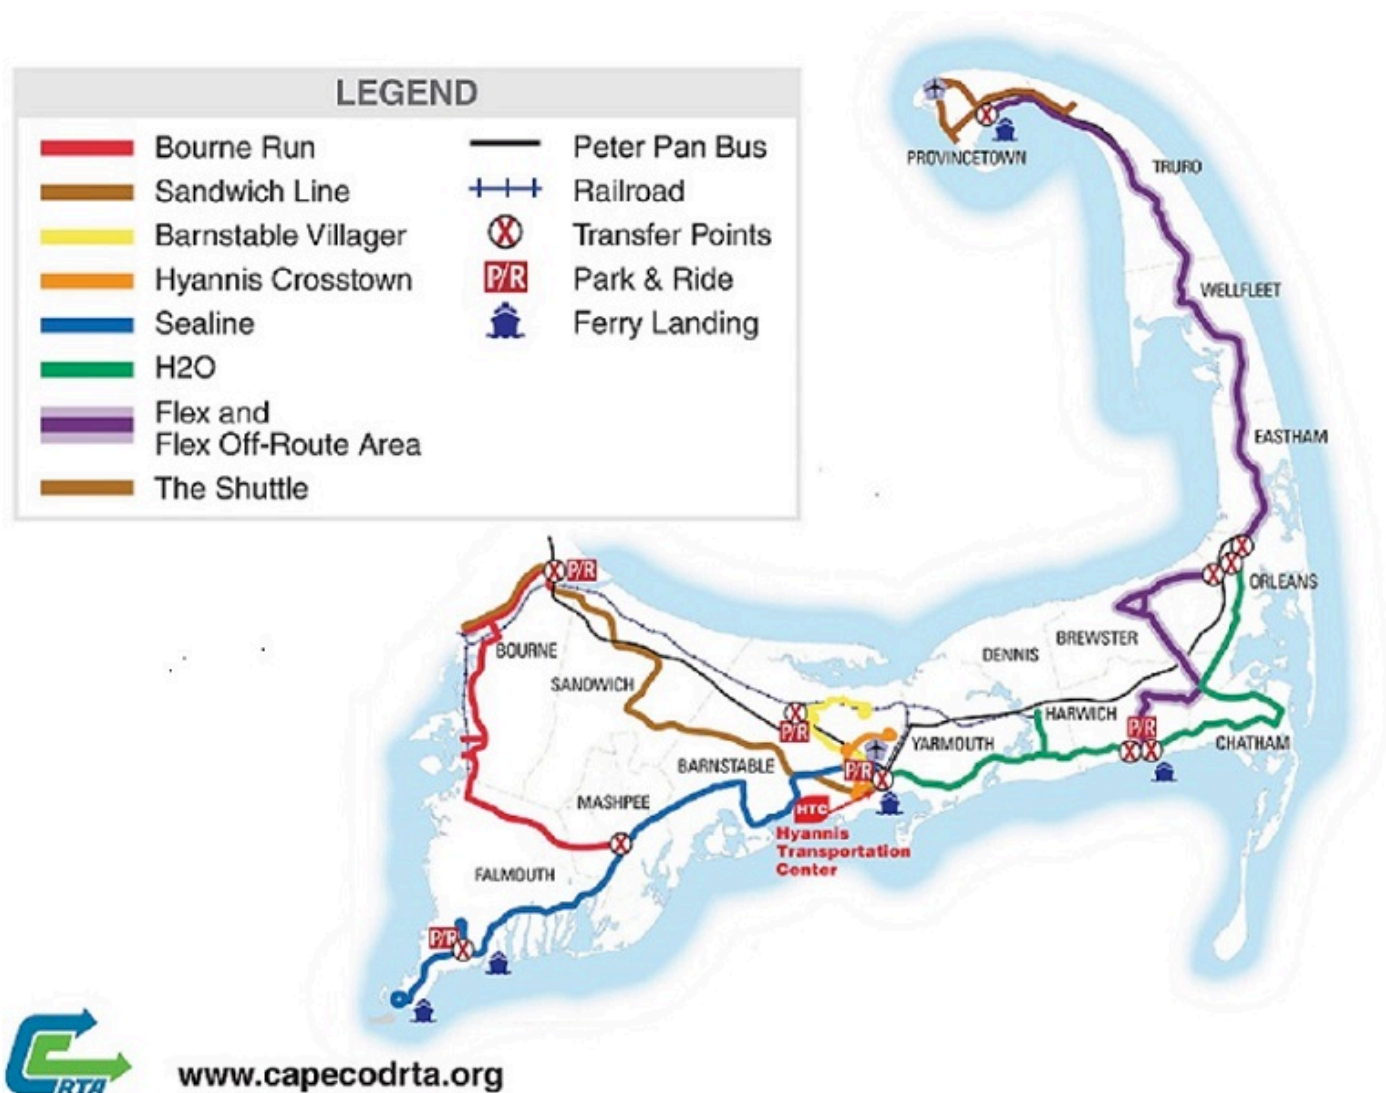 LEGEND
Bourne Run
Sandwich Line
Barnstable Villager
Hyannis Crosstown
Sealine
H2O
Flex and
Flex Off-Route Area
The Shuttle
Peter Pan Bus
Railroad
X Transfer Points
P/R Park & Ride
Ferry Landing
PROVINCETOWN
TRURO
WELLFLEET
EASTHAM
ORLEANS
BREWSTER
DENNIS
HARWICH
CHATHAM
YARMOUTH
P/R
BOURNE
SANDWICH
P/R
BARNSTABLE
P/R
MASHPEE
HTC
Hyannis
Transportation
Center
FALMOUTH
P/R
P/R
RTA
www.capecodrta.org